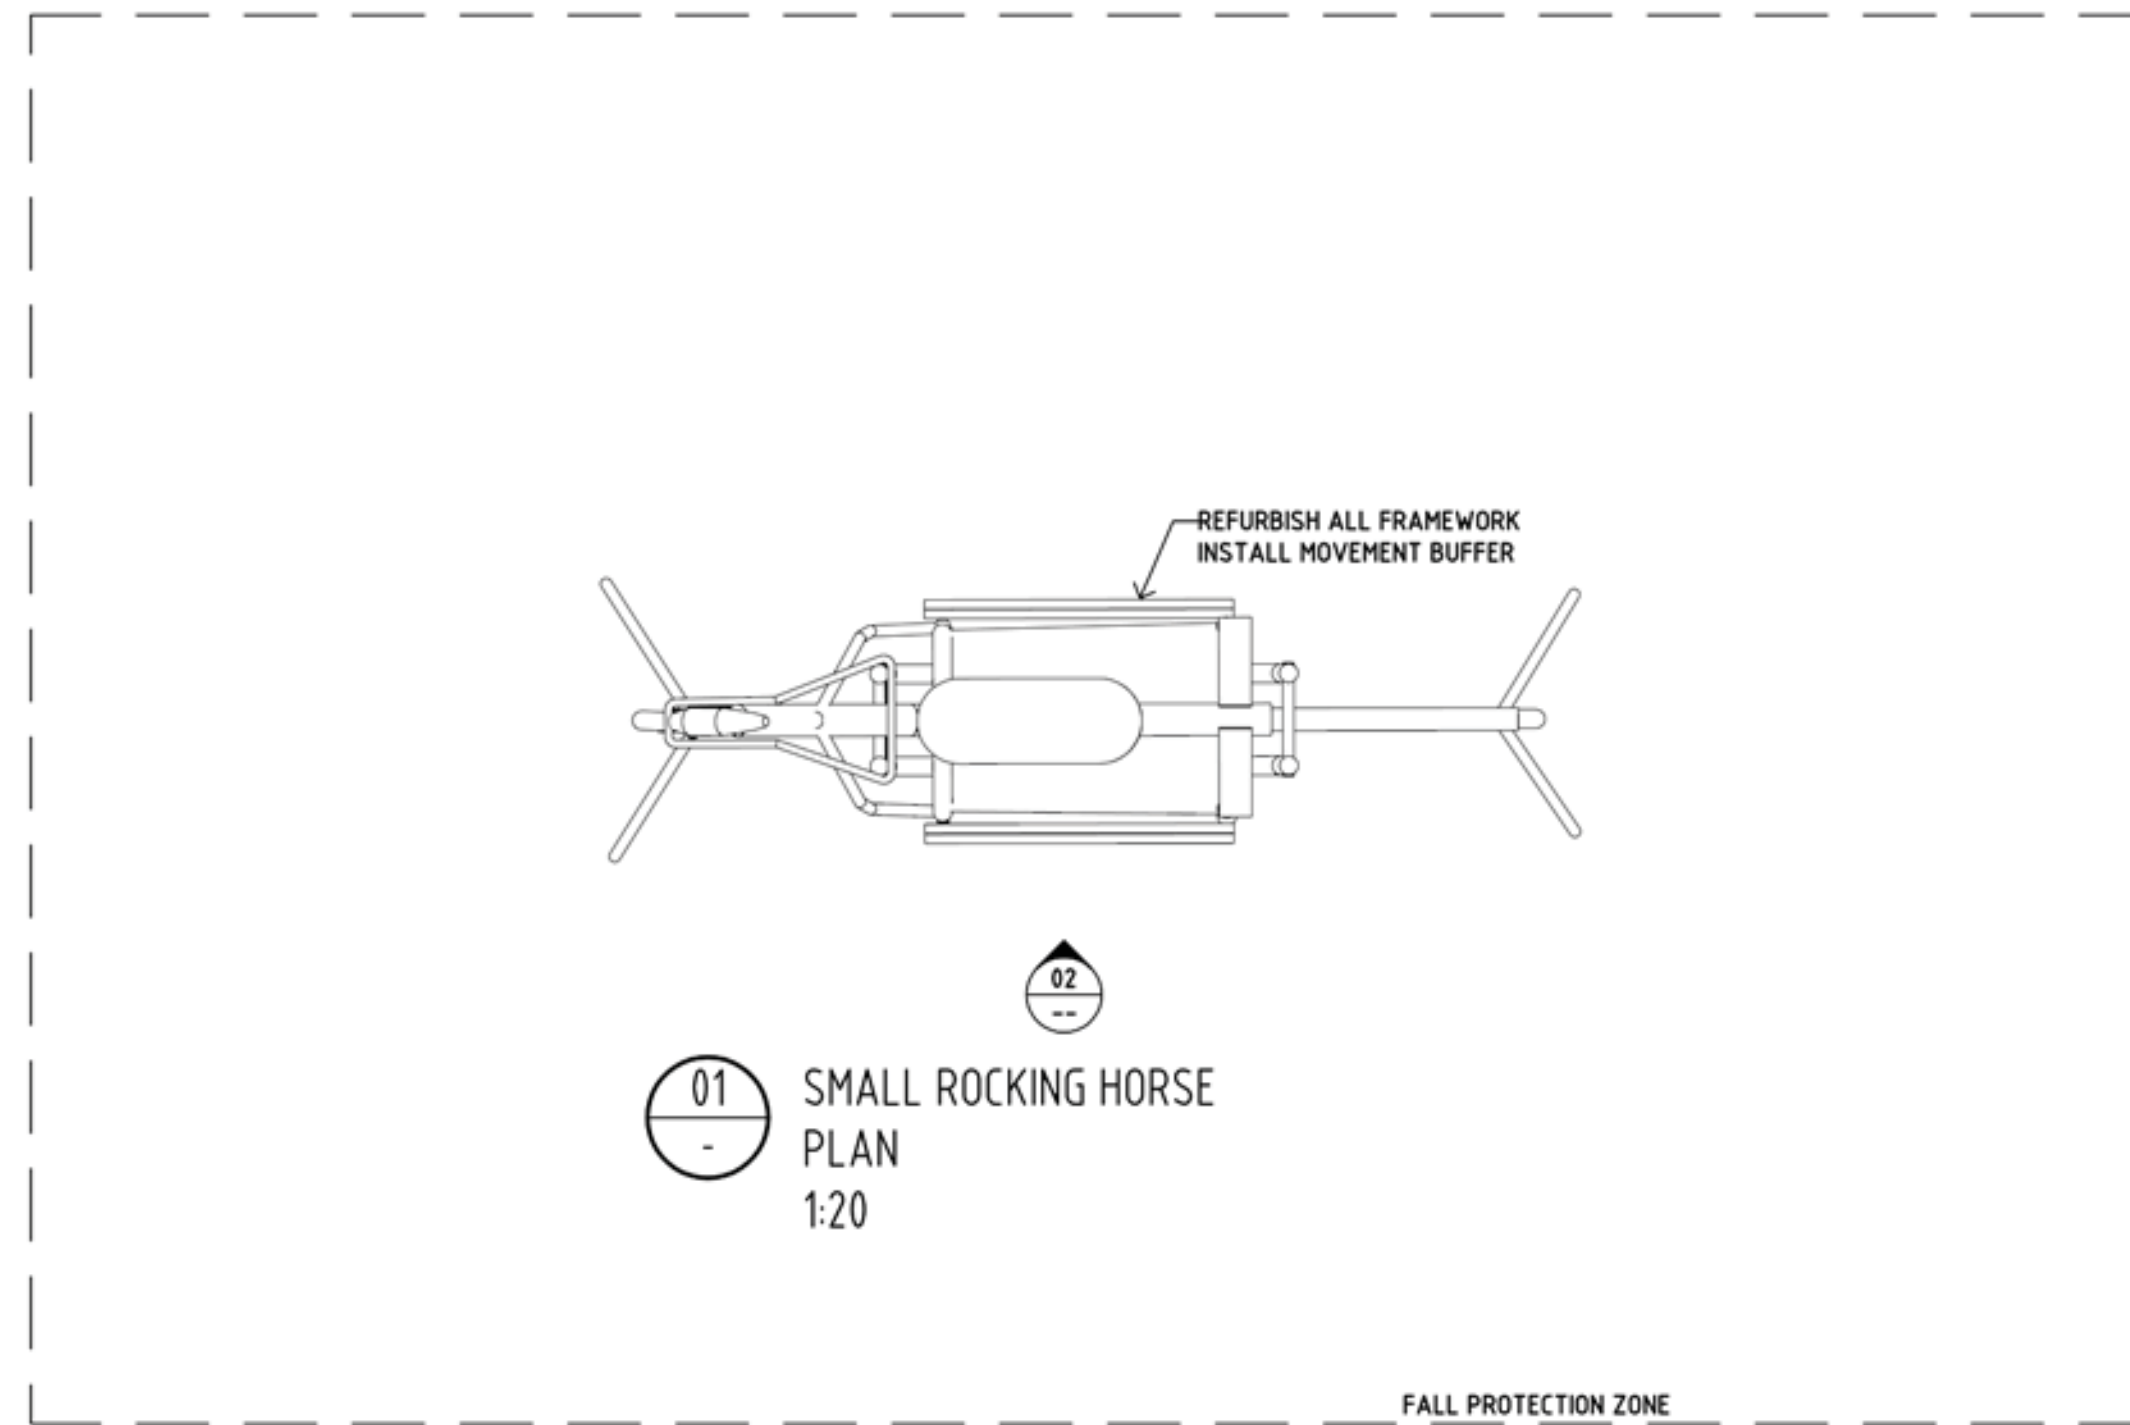 REFURBISH ALL FRAMEWORK
INSTALL MOVEMENT BUFFER
02
--
01
-
SMALL ROCKING HORSE
PLAN
1:20
FALL PROTECTION ZONE